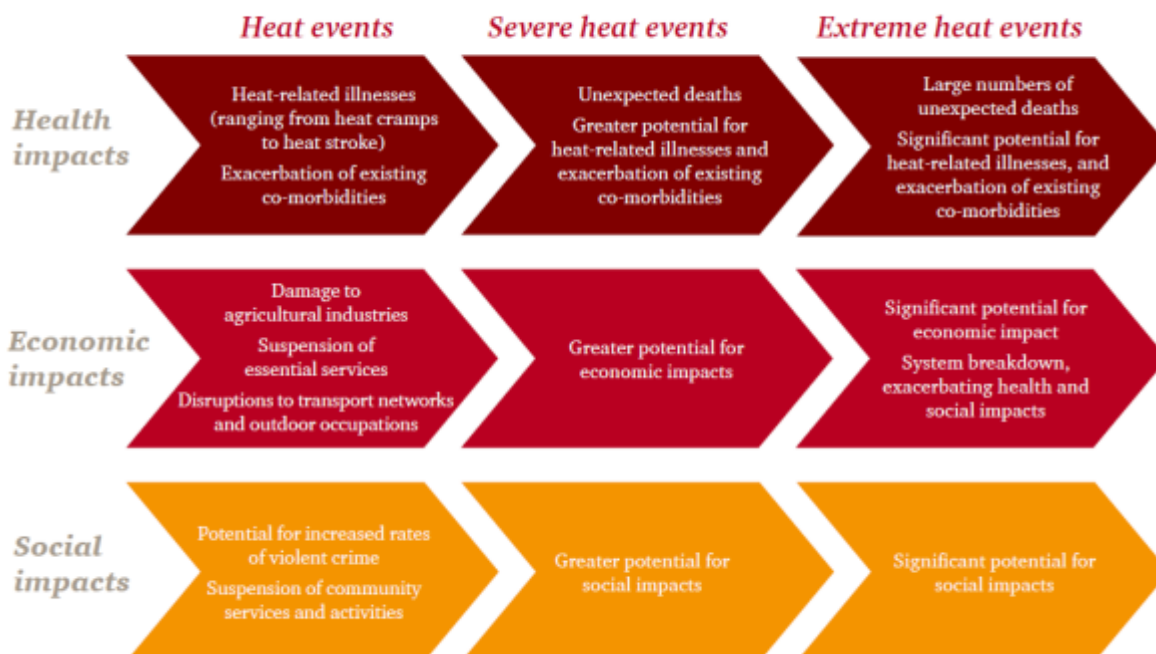 Heat events
Severe heat events
Extreme heat events
Health
impacts
Heat-related illnesses
(ranging from heat cramps
to heat stroke)
Exacerbation of existing
co-morbidities
Unexpected deaths
Greater potential for
heat-related illnesses and
exacerbation of existing
co-morbidities
Large numbers of
unexpected deaths
Significant potential for
heat-related illnesses, and
exacerbation of existing
co-morbidities
Economic
impacts
Damage to
agricultural industries
Suspension of
essential services
Disruptions to transport networks
and outdoor occupations
Greater potential for
economic impacts
Significant potential for
economic impact
System breakdown,
exacerbating health and
social impacts
Social
impacts
Potential for increased rates
of violent crime
Suspension of community
services and activities
Greater potential for
social impacts
Significant potential for
social impacts